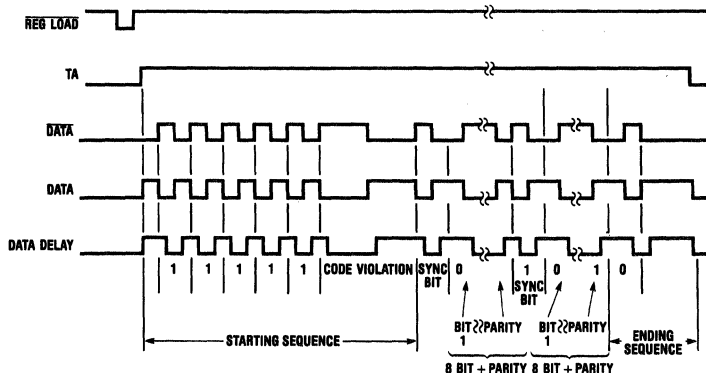 REG LOAD
TA
DATA
DATA
DATA DELAY
1 1 1 1 1 CODE VIOLATION SYNC BIT 0 1 SYNC BIT 0 1 0
BIT 1 PARITY BIT 1 PARITY
STARTING SEQUENCE
ENDING SEQUENCE
8 BIT + PARITY 8 BIT + PARITY